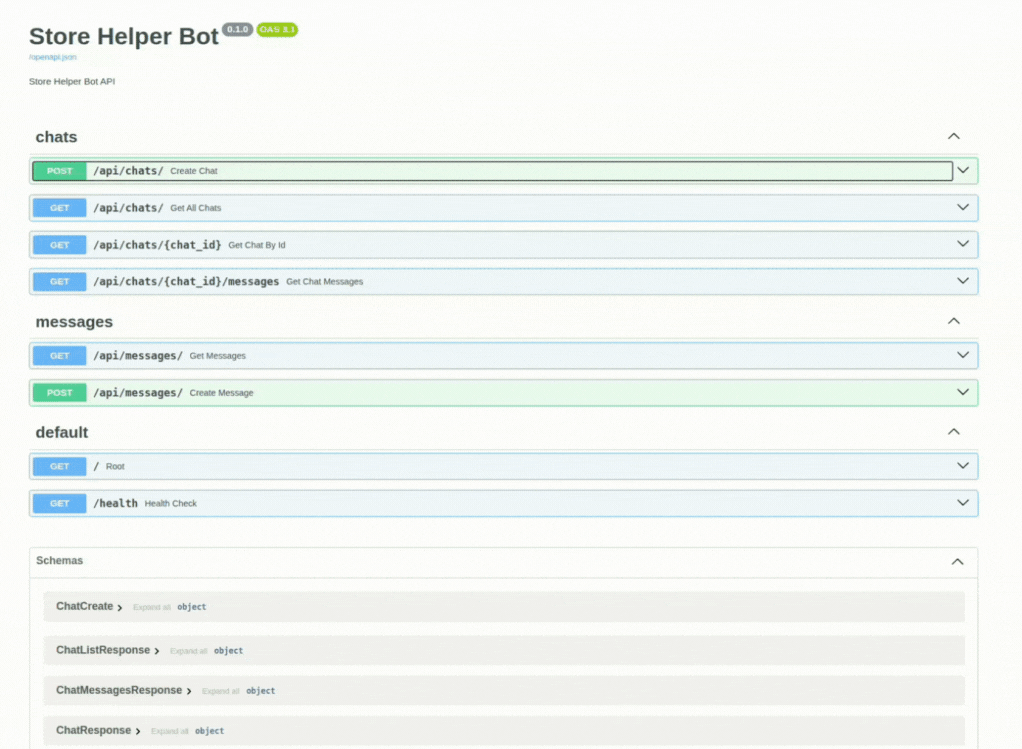 Store Helper Bot 0.1.0 OAS 3.1
/openapi.json
Store Helper Bot API
chats
POST /api/chats/ Create Chat
GET /api/chats/ Get All Chats
GET /api/chats/{chat_id} Get Chat By Id
GET /api/chats/{chat_id}/messages Get Chat Messages
messages
GET /api/messages/ Get Messages
POST /api/messages/ Create Message
default
GET / Root
GET /health Health Check
Schemas
ChatCreate Expand all object
ChatListResponse Expand all object
ChatMessagesResponse Expand all object
ChatResponse Expand all object